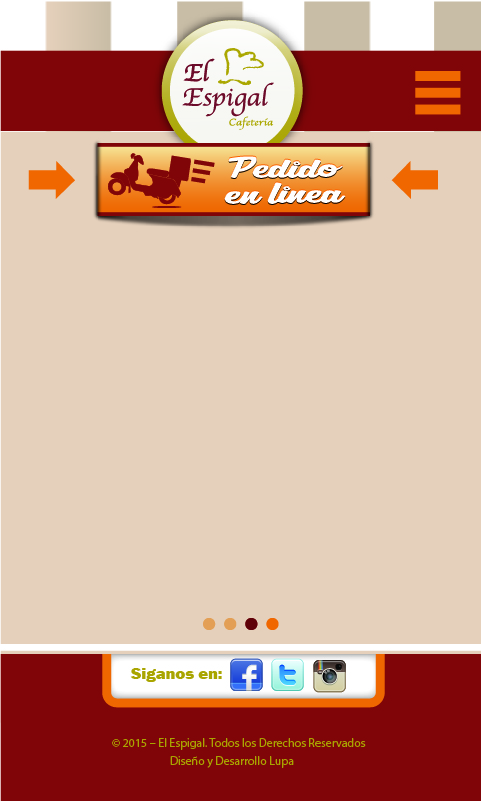 El
Espigal
Cafetería
Pedido
en línea
Siganos en:
© 2015 – El Espigal. Todos los Derechos Reservados
Diseño y Desarrollo Lupa